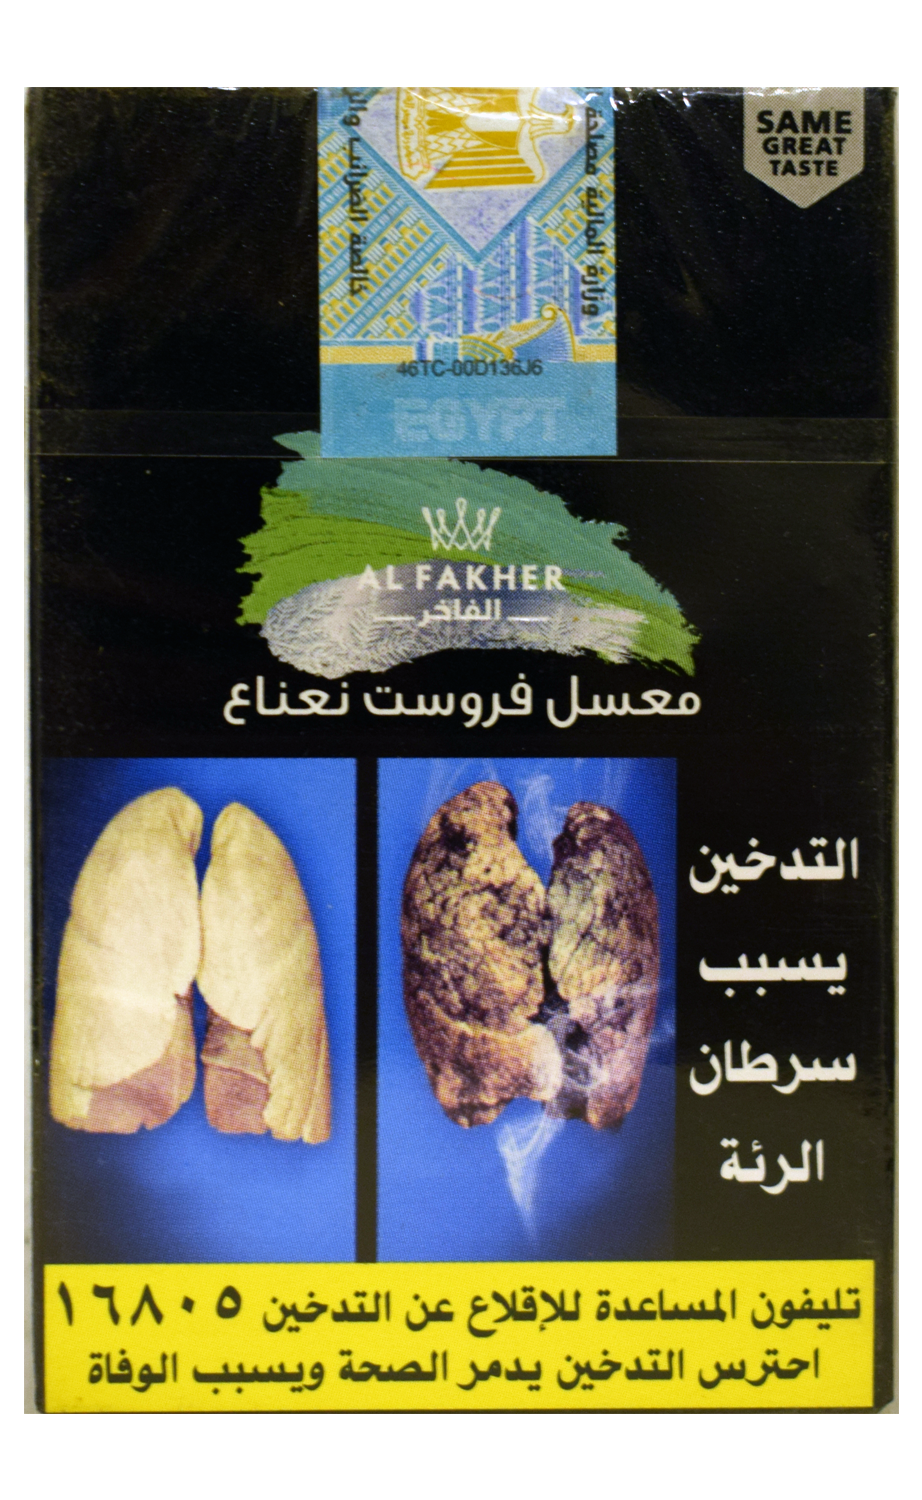 SAME
GREAT
TASTE
وزارة المالية مصلحة
46TC-00D136J6
EGYPT
AL FAKHER
الفاخر
معسل فروست نعناع
التدخين
يسبب
سرطان
الرئة
تليفون المساعدة للإقلاع عن التدخين ١٦٨٠٥
احترس التدخين يدمر الصحة ويسبب الوفاة